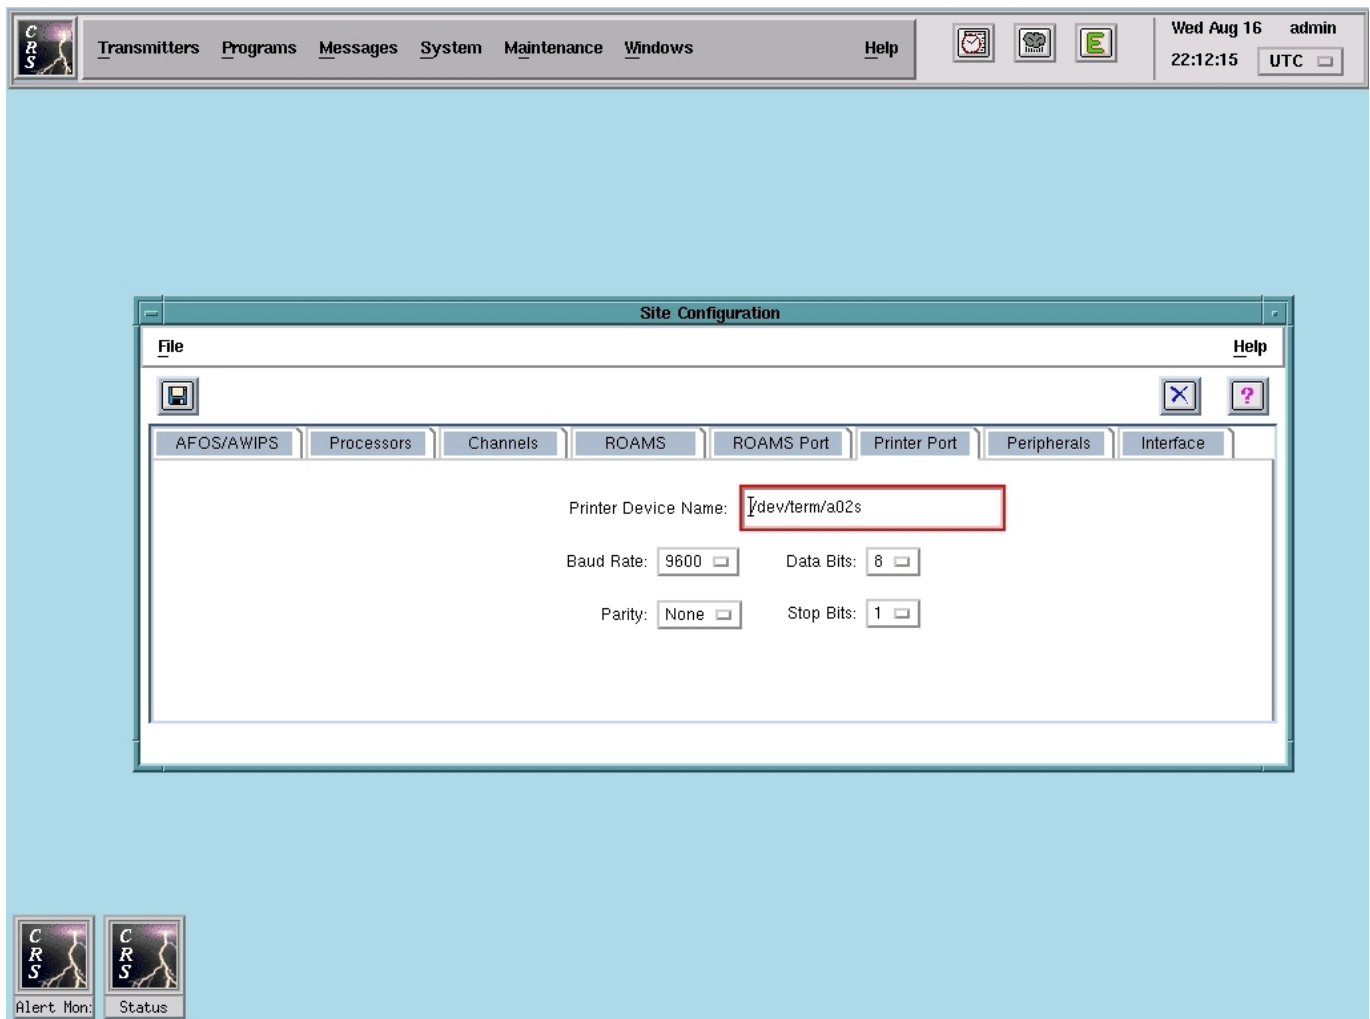 CRS
Transmitters Programs Messages System Maintenance Windows Help
E
Wed Aug 16 admin
22:12:15 UTC
Site Configuration
File Help
?
AFOS/AWIPS Processors Channels ROAMS ROAMS Port Printer Port Peripherals Interface
Printer Device Name: /dev/term/a02s
Baud Rate: 9600 Data Bits: 8
Parity: None Stop Bits: 1
CRS CRS
Alert Mon: Status